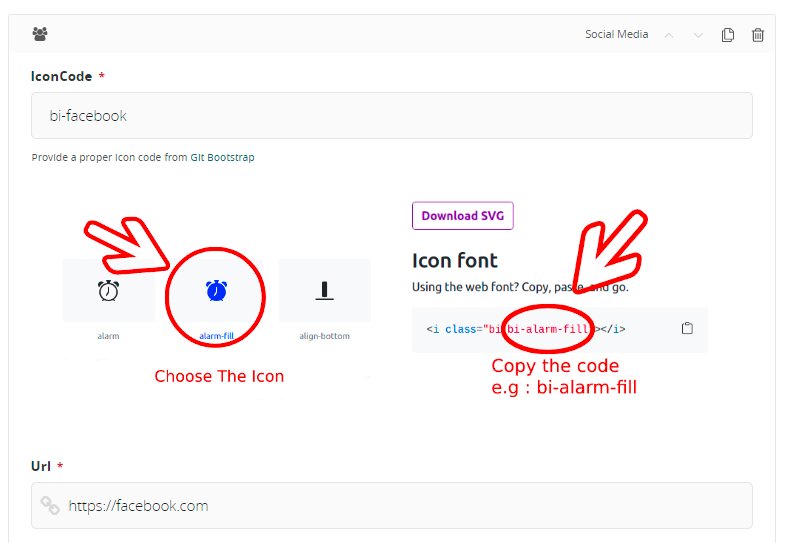 Social Media
IconCode *
bi-facebook
Provide a proper icon code from Git Bootstrap
Download SVG
Icon font
Using the web font? Copy, paste, and go.
<i class="bi bi-alarm-fill"></i>
alarm
alarm-fill
align-bottom
Choose The Icon
Copy the code
e.g : bi-alarm-fill
Url *
https://facebook.com